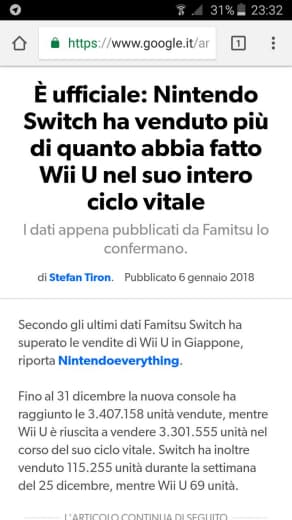 31% 23:32
https://www.google.it/ar
1
È ufficiale: Nintendo
Switch ha venduto più
di quanto abbia fatto
Wii U nel suo intero
ciclo vitale
I dati appena pubblicati da Famitsu lo
confermano.
di Stefan Tiron. Pubblicato 6 gennaio 2018
Secondo gli ultimi dati Famitsu Switch ha
superato le vendite di Wii U in Giappone,
riporta Nintendoeverything.
Fino al 31 dicembre la nuova console ha
raggiunto le 3.407.158 unità vendute, mentre
Wii U è riuscita a vendere 3.301.555 unità nel
corso del suo ciclo vitale. Switch ha inoltre
venduto 115.255 unità durante la settimana
del 25 dicembre, mentre Wii U 69 unità.
L'ARTICOLO CONTINUA DI SEGUITO